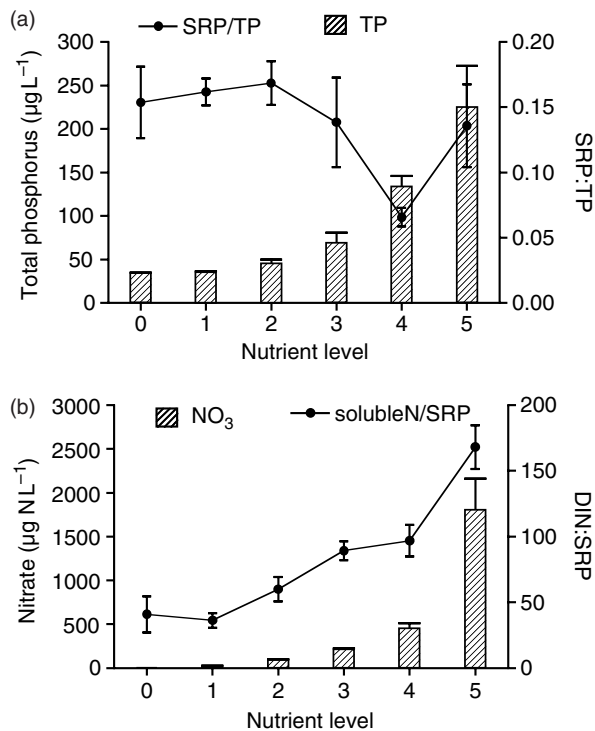 (a)
SRP/TP TP
300 0.20
250
200 0.15
150 0.10
100
50 0.05
0 0.00
Total phosphorus (µg L⁻¹)
SRP:TP
0 1 2 3 4 5
Nutrient level
(b)
NO₃ solubleN/SRP
3000 200
2500
2000 150
1500 100
1000
500 50
0 0
Nitrate (µg N L⁻¹)
DIN:SRP
0 1 2 3 4 5
Nutrient level